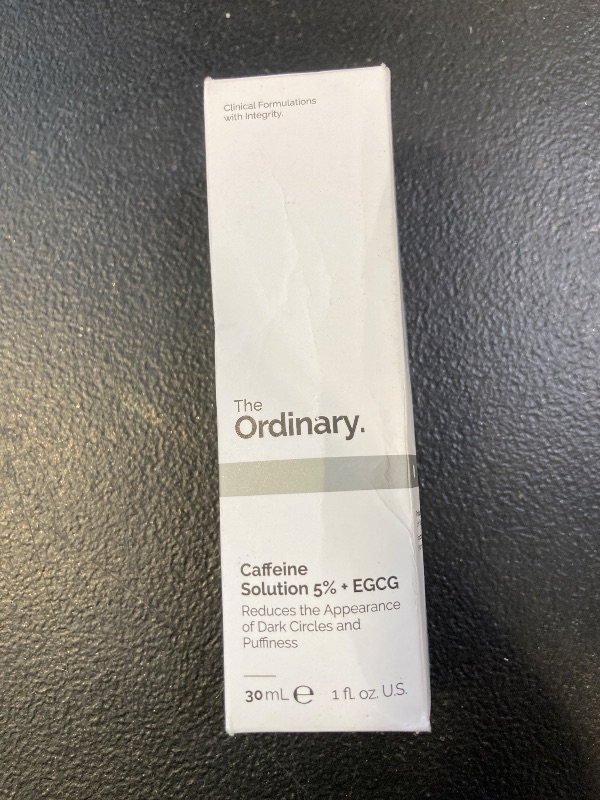 Clinical Formulations
with Integrity.
The
Ordinary.
Caffeine
Solution 5% + EGCG
Reduces the Appearance
of Dark Circles and
Puffiness
30 mL ℮ 1 fl. oz. U.S.